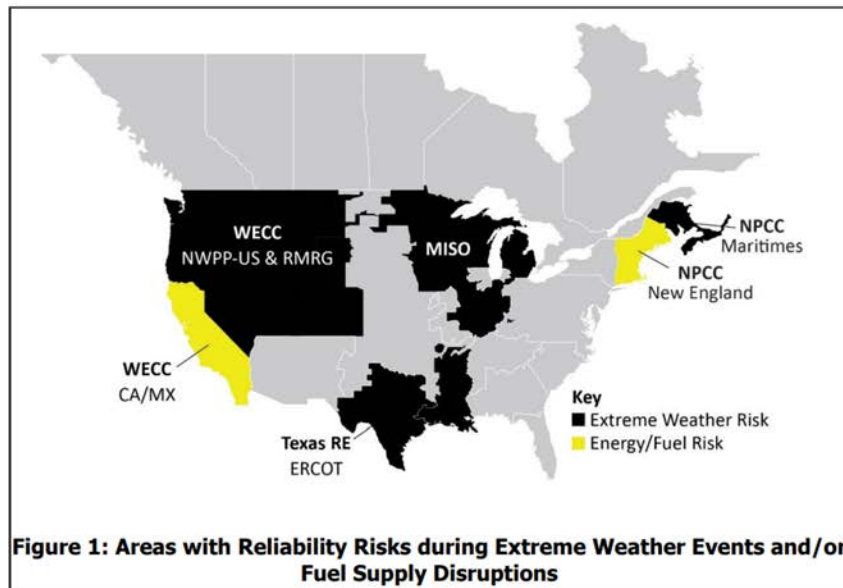 WECC
NWPP-US & RMRG
MISO
NPCC
Maritimes
NPCC
New England
WECC
CA/MX
Texas RE
ERCOT
Key
Extreme Weather Risk
Energy/Fuel Risk
Figure 1: Areas with Reliability Risks during Extreme Weather Events and/or
Fuel Supply Disruptions